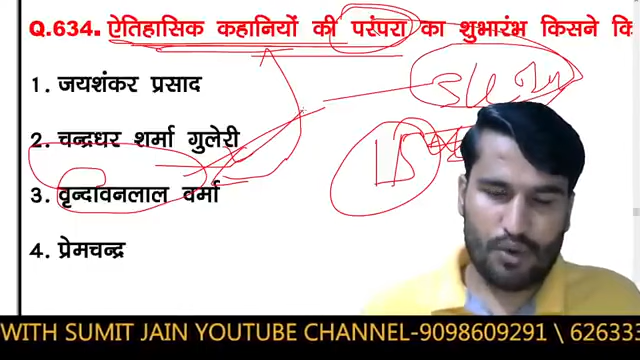 Q.634. ऐतिहासिक कहानियों की परंपरा का शुभारंभ किसने कि
1. जयशंकर प्रसाद
2. चन्द्रधर शर्मा गुलेरी
3. वृन्दावनलाल वर्मा
4. प्रेमचन्द्र
WITH SUMIT JAIN YOUTUBE CHANNEL-9098609291 \ 626333